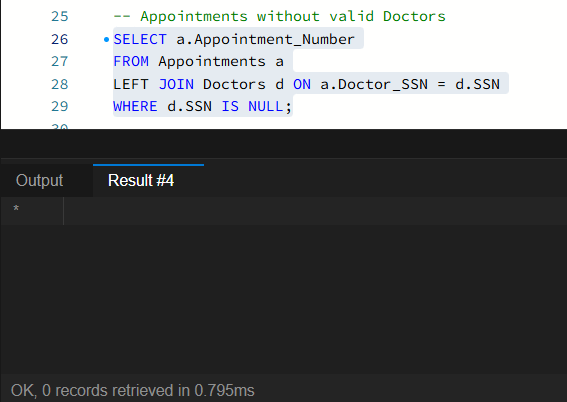 25 -- Appointments without valid Doctors
26 SELECT a.Appointment_Number
27 FROM Appointments a
28 LEFT JOIN Doctors d ON a.Doctor_SSN = d.SSN
29 WHERE d.SSN IS NULL;
30
Output Result #4
*
OK, 0 records retrieved in 0.795ms